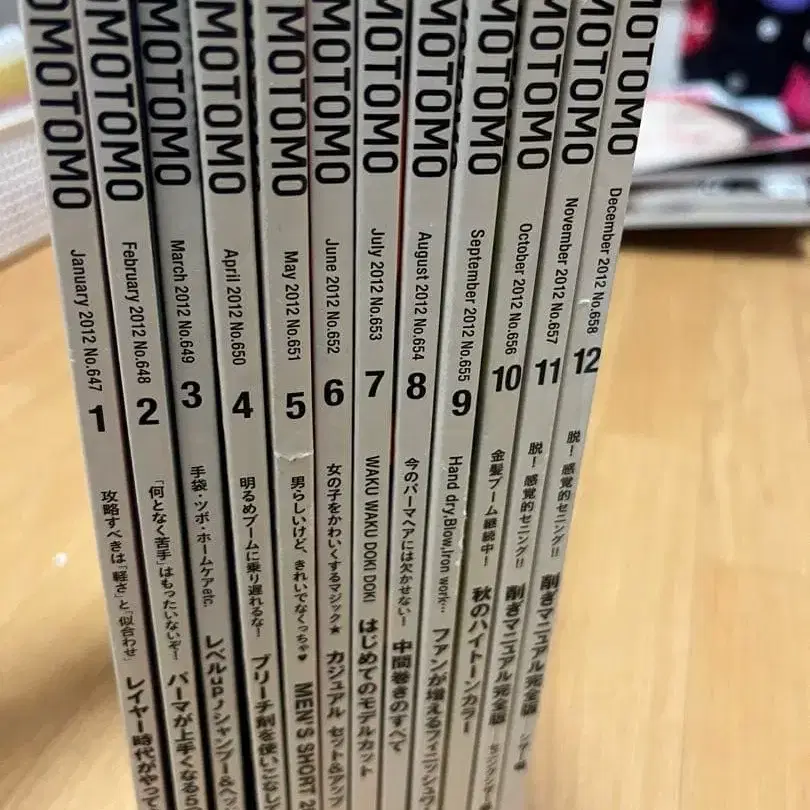 OMOTOMO January 2012 No.647 1 攻略すべきは「軽さ」と「似合わせ」 レイヤー時代がやって
OMOTOMO February 2012 No.648 2 「何となく苦手」はもったいないぞ! パーマが上手くなる5
OMOTOMO March 2012 No.649 3 手袋・ツボ・ホームケアetc. レベルup♪シャンプー&ヘッ
MOTOMO April 2012 No.650 4 明るめブームに乗り遅れるな! ブリーチ剤を使いこなし
MOTOMO May 2012 No.651 5 男らしいけど、きれいでなくっちゃ♥ MEN'S SHORT 2
MOTOMO June 2012 No.652 6 女の子をかわいくするマジック★ カジュアル セット&アップ
MOTOMO July 2012 No.653 7 WAKU WAKU DOKI DOKI はじめてのモデルカット
MOTOMO August 2012 No.654 8 今のパーマヘアには欠かせない! 中間巻きのすべて
MOTOMO September 2012 No.655 9 Hand dry,Blow,Iron work… ファンが増えるフィニッシュワ
MOTOMO October 2012 No.656 10 金髪ブーム継続中! 秋のハイトーンカラー
MOTOMO November 2012 No.657 11 脱!感覚的セニング!! 削ぎマニュアル完全版
MOTOMO December 2012 No.658 12 脱!感覚的セニング!! 削ぎマニュアル完全版 シザー編